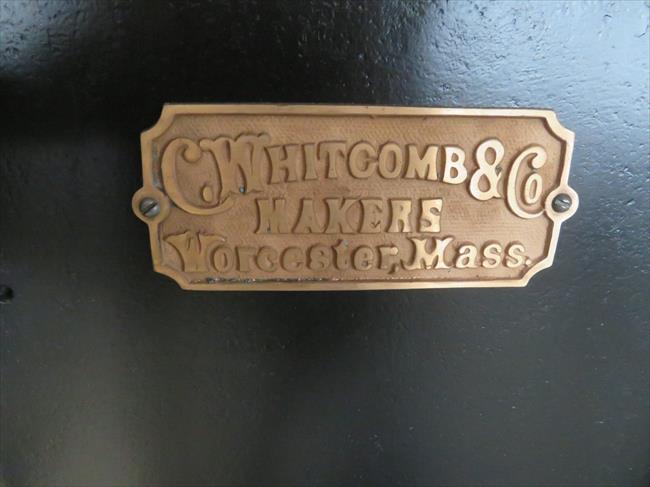 C. WHITCOMB & Co
MAKERS
Worcester, Mass.